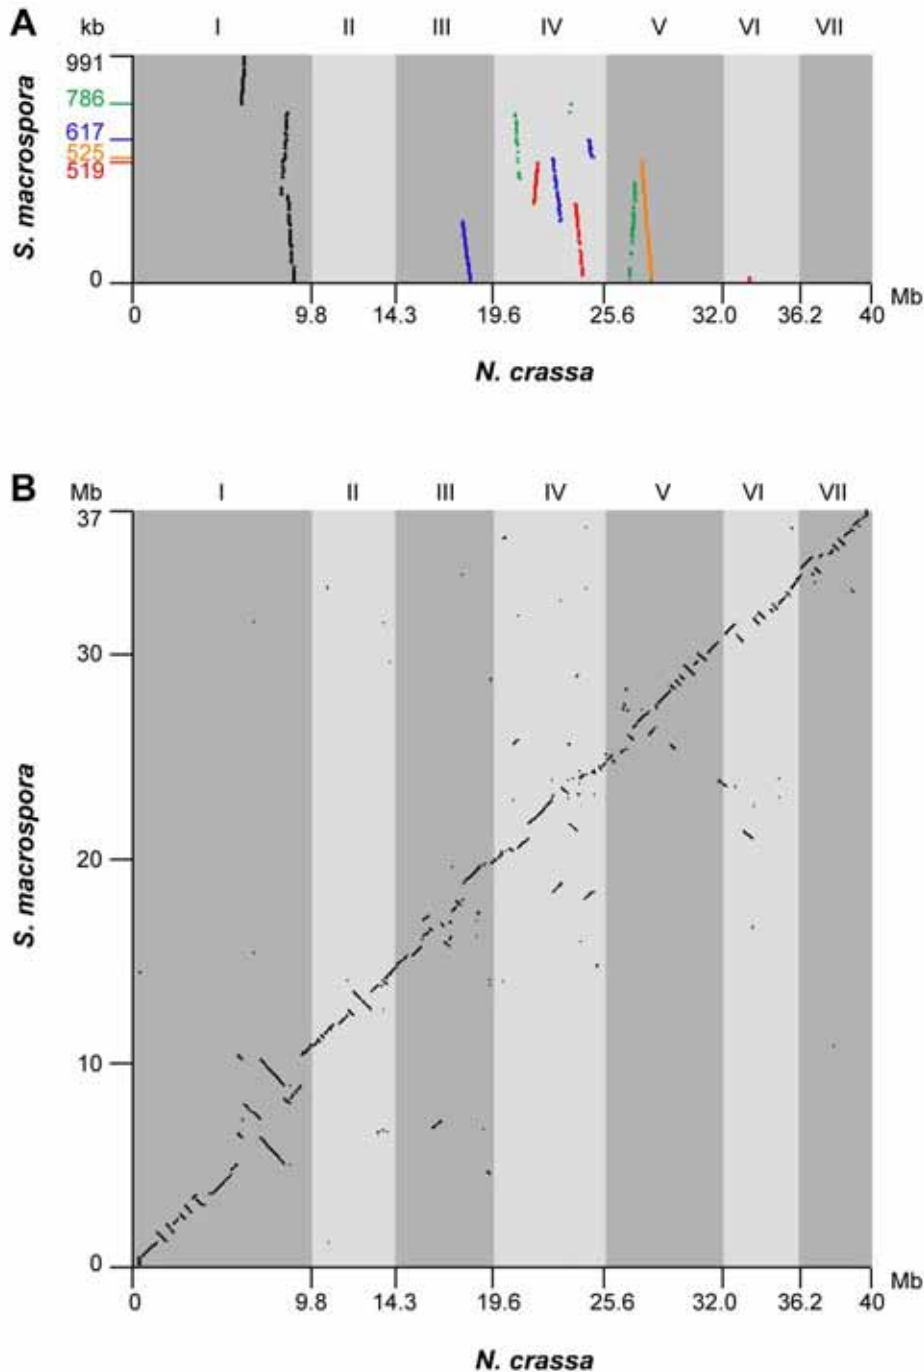 A
kb I II III IV V VI VII
991
786
617
525
519
0
S. macrospora
0 9.8 14.3 19.6 25.6 32.0 36.2 40 Mb
N. crassa
B
Mb I II III IV V VI VII
37
30
20
10
0
S. macrospora
0 9.8 14.3 19.6 25.6 32.0 36.2 40 Mb
N. crassa